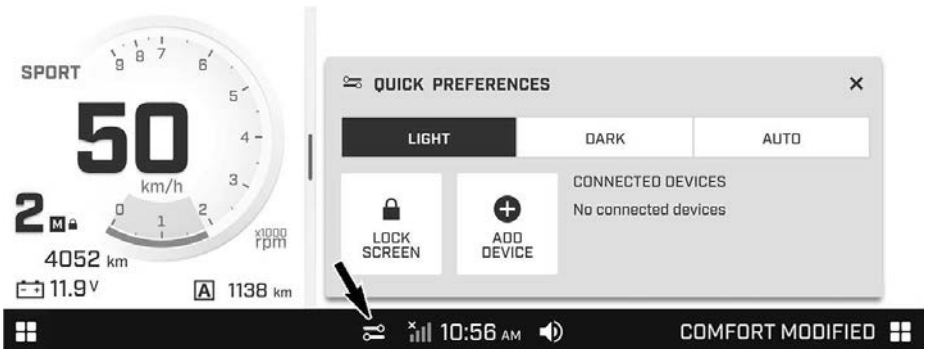 SPORT
9
8
7
6
5
4
3
2
1
0
50
km/h
2 M
x1000
rpm
4052 km
11.9 V
A 1138 km
QUICK PREFERENCES
LIGHT
DARK
AUTO
LOCK
SCREEN
ADD
DEVICE
CONNECTED DEVICES
No connected devices
10:56 AM
COMFORT MODIFIED